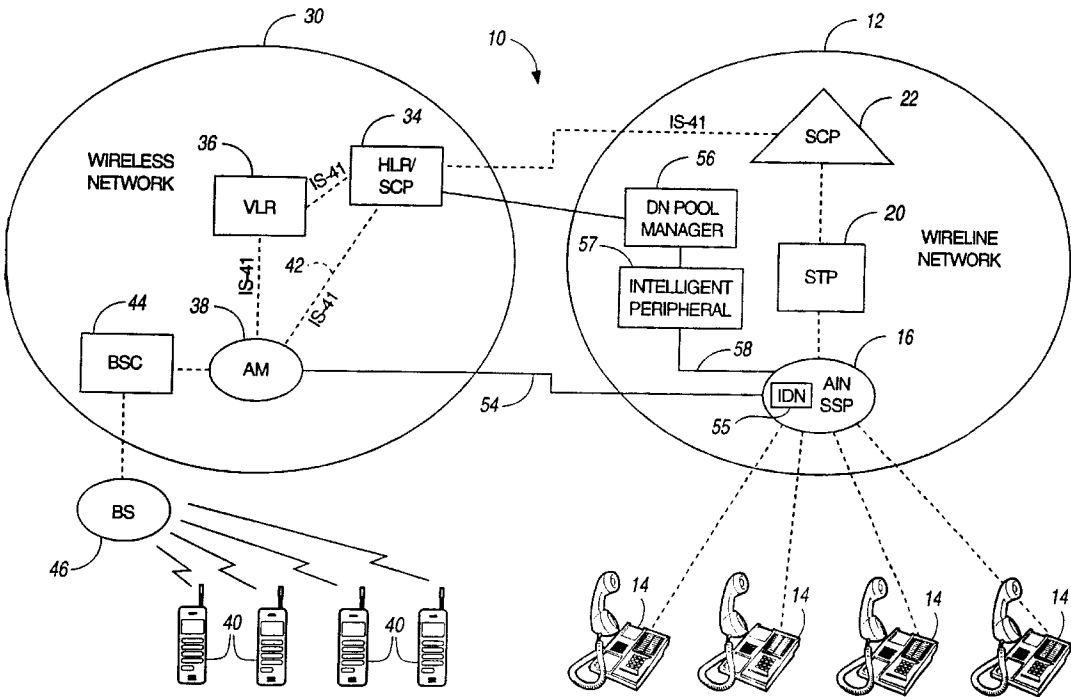 30
10
12
WIRELESS
NETWORK
36
VLR
34
HLR/
SCP
IS-41
IS-41
IS-41
IS-41
42
22
SCP
56
DN POOL
MANAGER
57
INTELLIGENT
PERIPHERAL
20
STP
WIRELINE
NETWORK
44
BSC
38
AM
54
58
16
AIN
SSP
IDN
55
BS
46
40
40
14
14
14
14